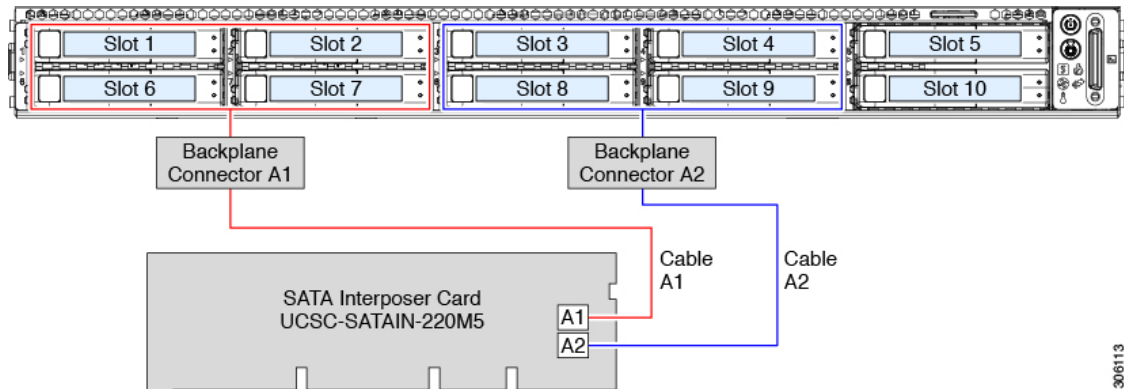 Slot 1
Slot 2
Slot 3
Slot 4
Slot 5
Slot 6
Slot 7
Slot 8
Slot 9
Slot 10
Backplane
Connector A1
Backplane
Connector A2
Cable
A1
Cable
A2
SATA Interposer Card
UCSC-SATAIN-220M5
A1
A2
306113